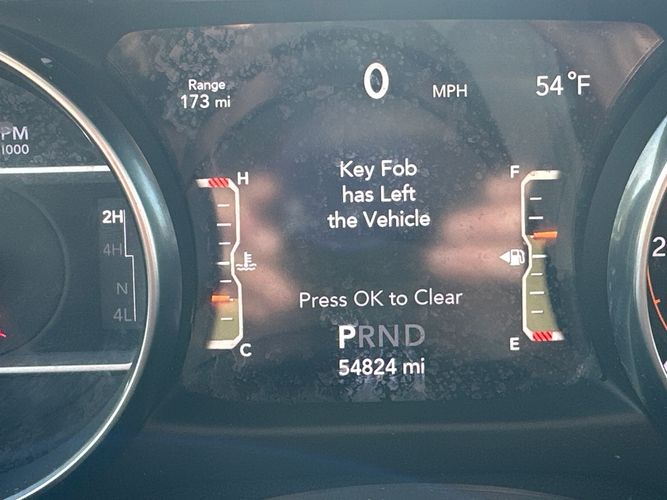 Range
173 mi
0 MPH
54°F
PM
1000
2H
4H
N
4L
H
C
Key Fob
has Left
the Vehicle
Press OK to Clear
PRND
54824 mi
F
E
2